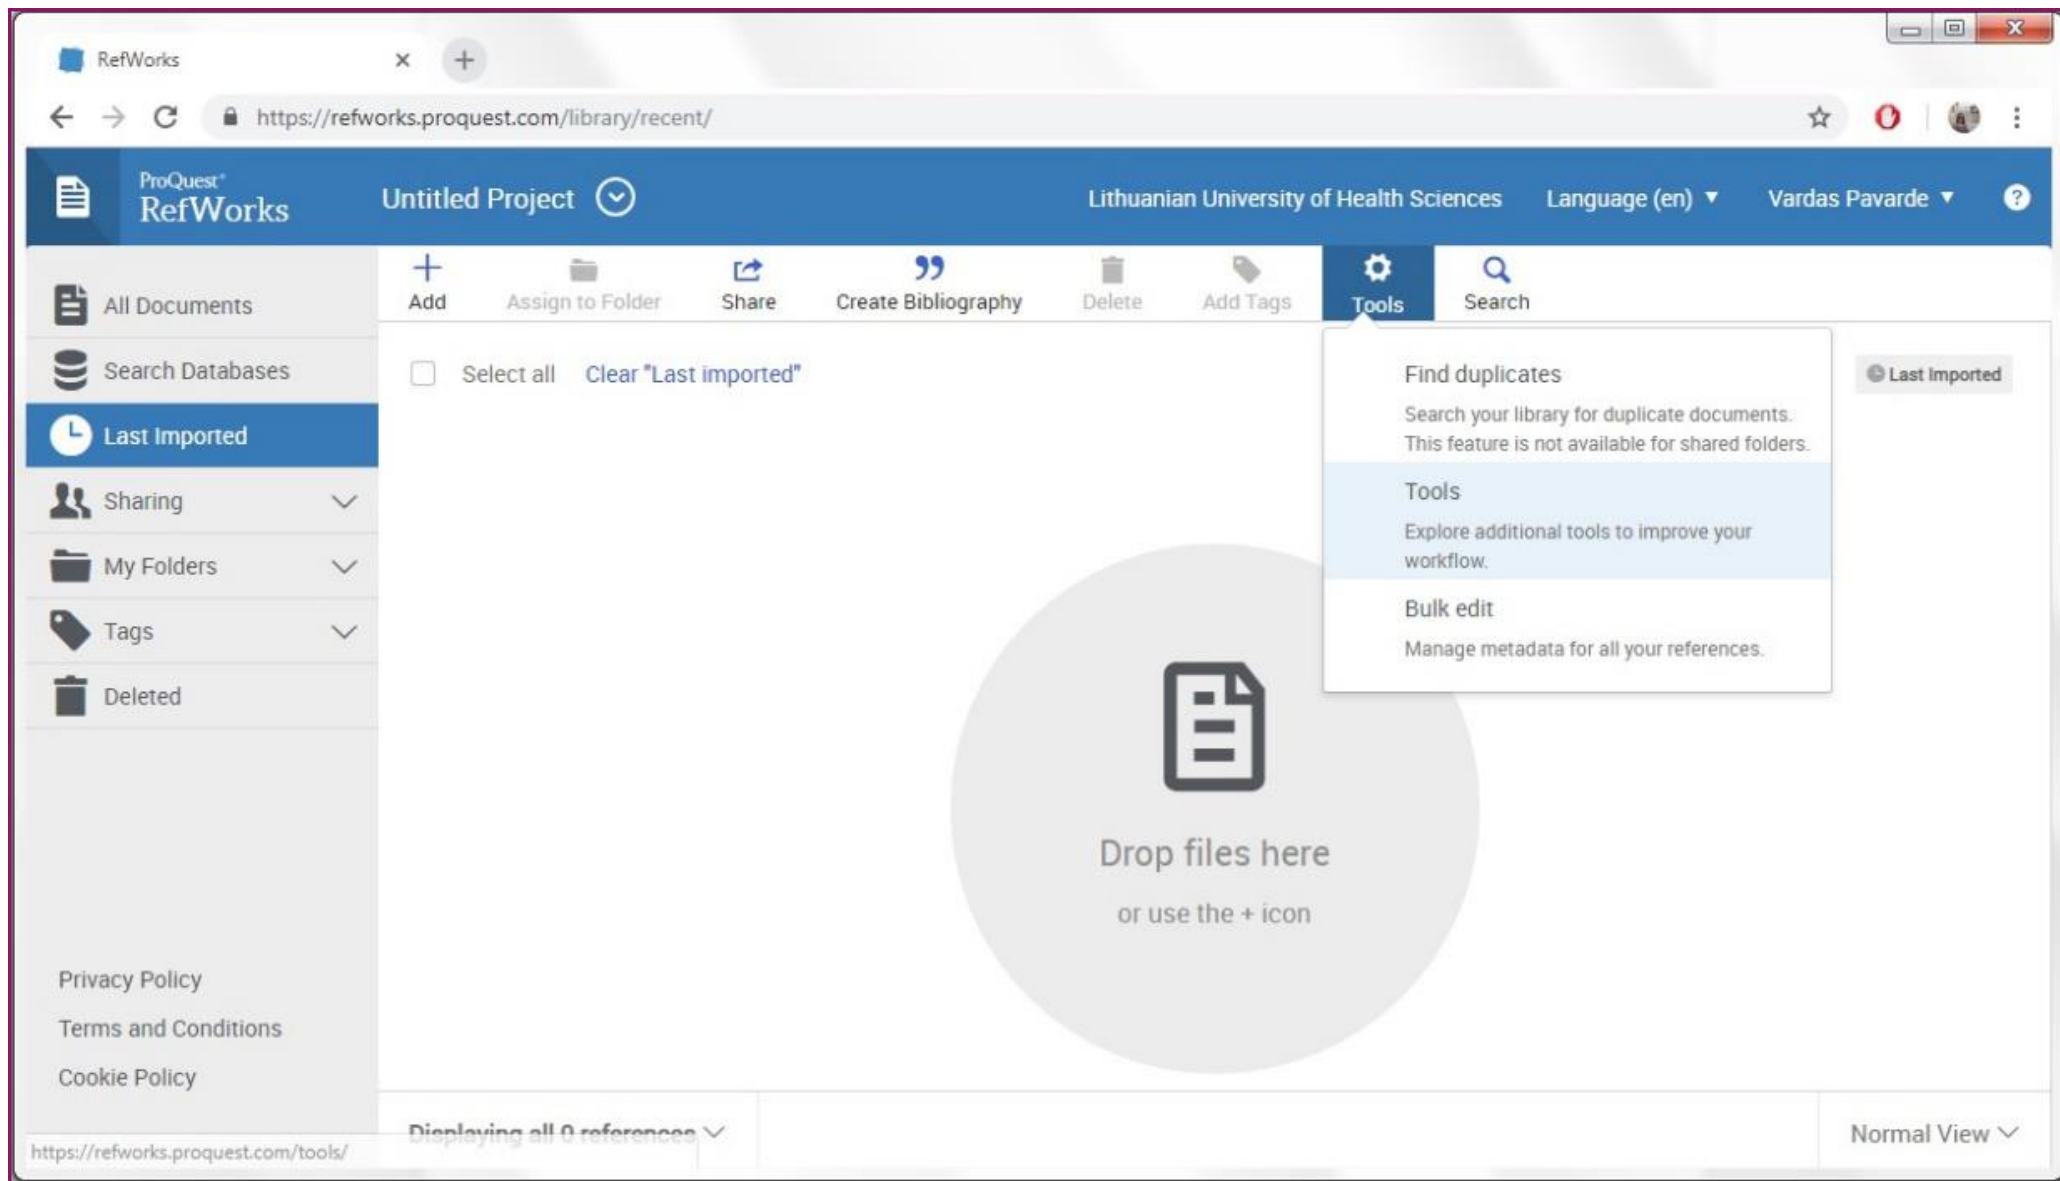 RefWorks
https://refworks.proquest.com/library/recent/
ProQuest®
RefWorks
Untitled Project
Lithuanian University of Health Sciences
Language (en)
Vardas Pavarde
?
All Documents
Search Databases
Last Imported
Sharing
My Folders
Tags
Deleted
Add
Assign to Folder
Share
Create Bibliography
Delete
Add Tags
Tools
Search
Select all
Clear "Last imported"
Last Imported
Find duplicates
Search your library for duplicate documents.
This feature is not available for shared folders.
Tools
Explore additional tools to improve your
workflow.
Bulk edit
Manage metadata for all your references.
Drop files here
or use the + icon
Privacy Policy
Terms and Conditions
Cookie Policy
Displaying all 0 references
Normal View
https://refworks.proquest.com/tools/